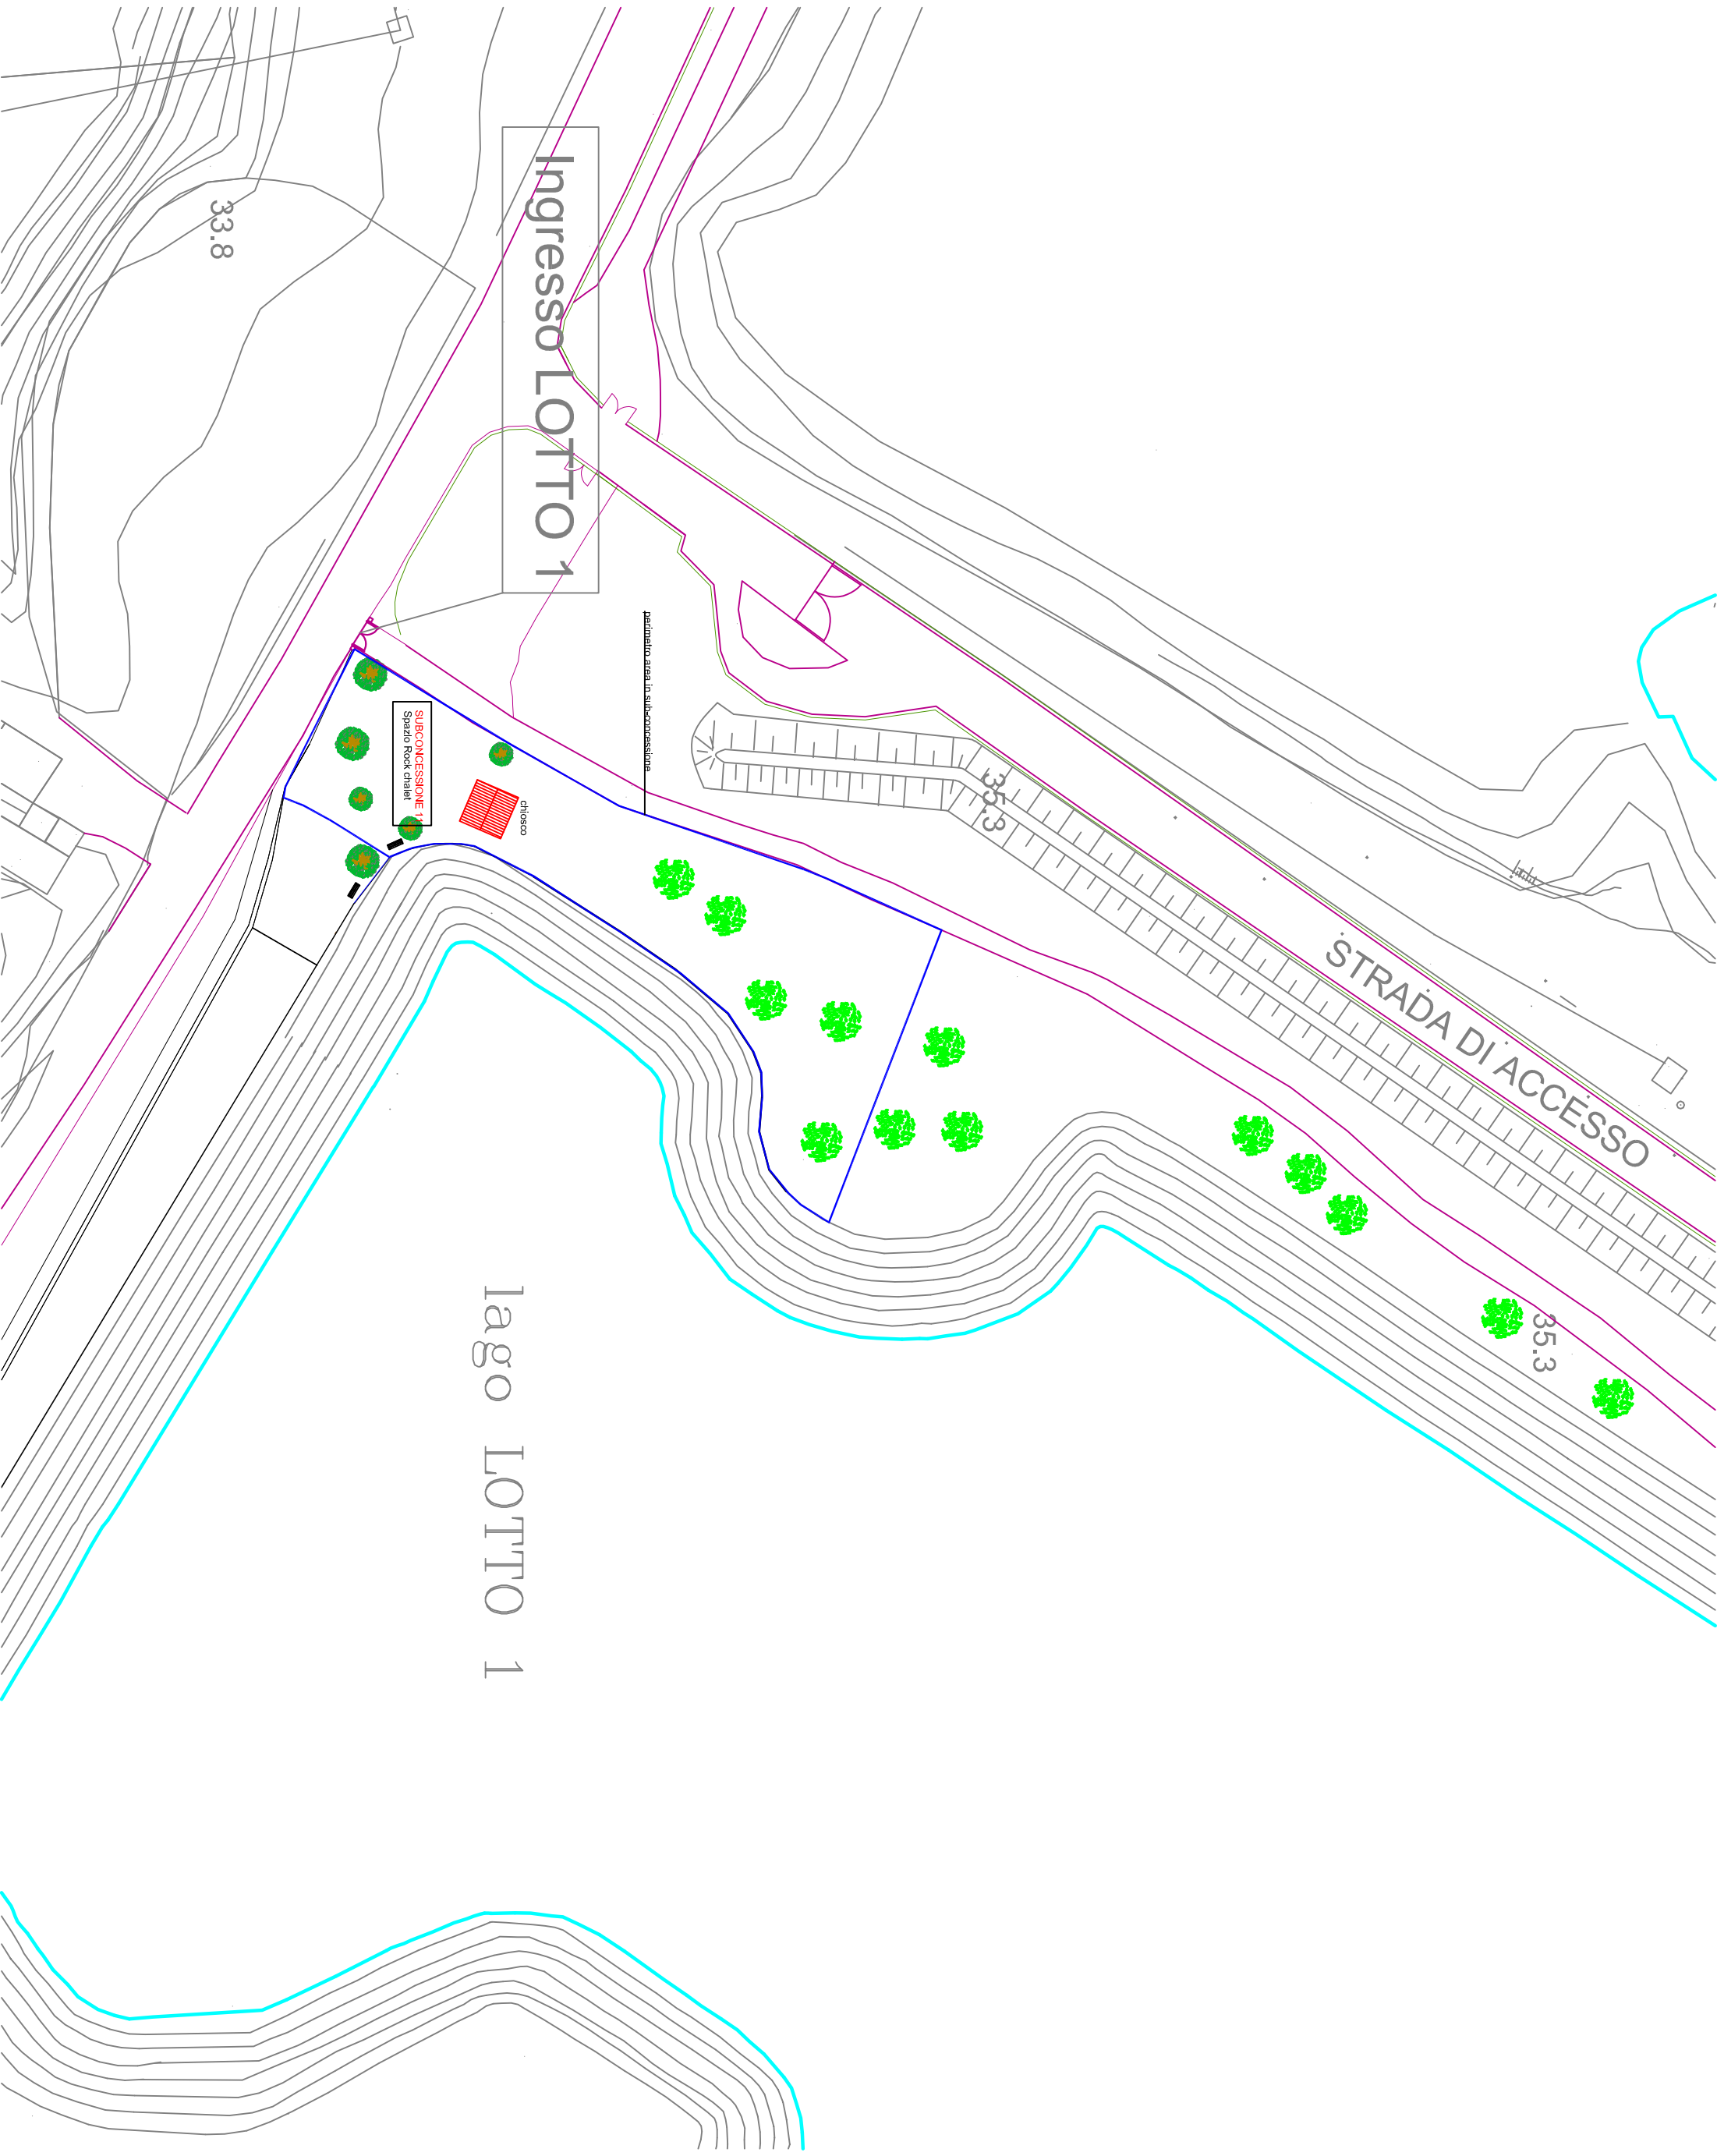 33.8
Ingresso LOTTO 1
perimetro area in sub-concessione
SUBCONCESSIONE 11
Spazio Rock chalet
chiosco
35.3
STRADA DI ACCESSO
35.3
lago LOTTO 1